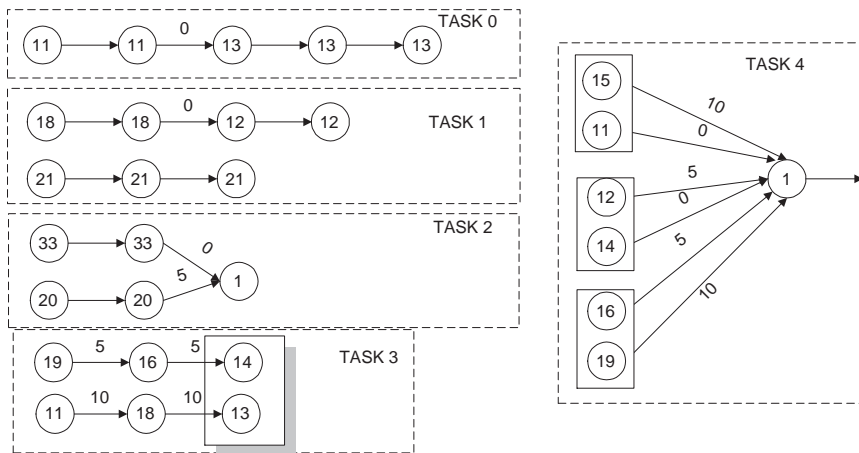 TASK 0
0
11 11 13 13 13
TASK 1
0
18 18 12 12
21 21 21
TASK 2
33 33 0
5 1
20 20
TASK 3
5 5
19 16 14
10 10
11 18 13
TASK 4
15 10
11 0
5 1
12 0
14 5
10
16
19